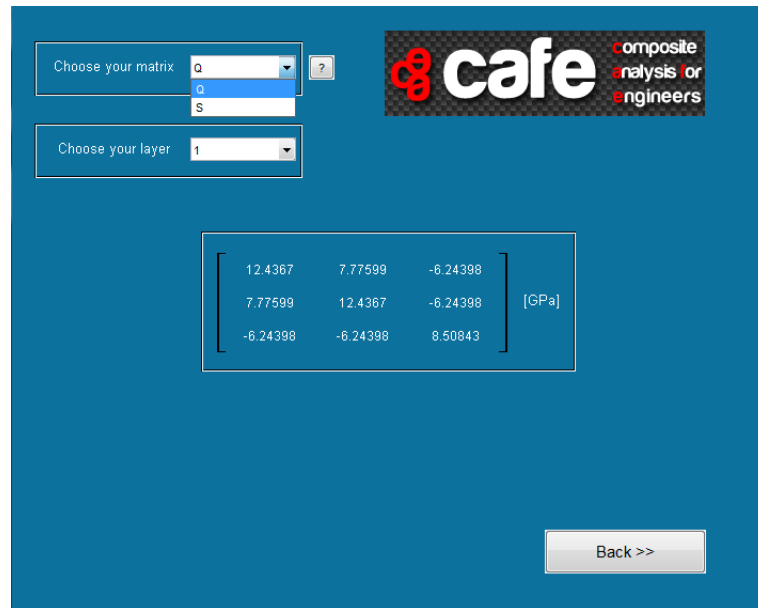 Choose your matrix Q ?
Q
S
Choose your layer 1
cafe
composite
analysis for
engineers
12.4367 7.77599 -6.24398
7.77599 12.4367 -6.24398 [GPa]
-6.24398 -6.24398 8.50843
Back >>